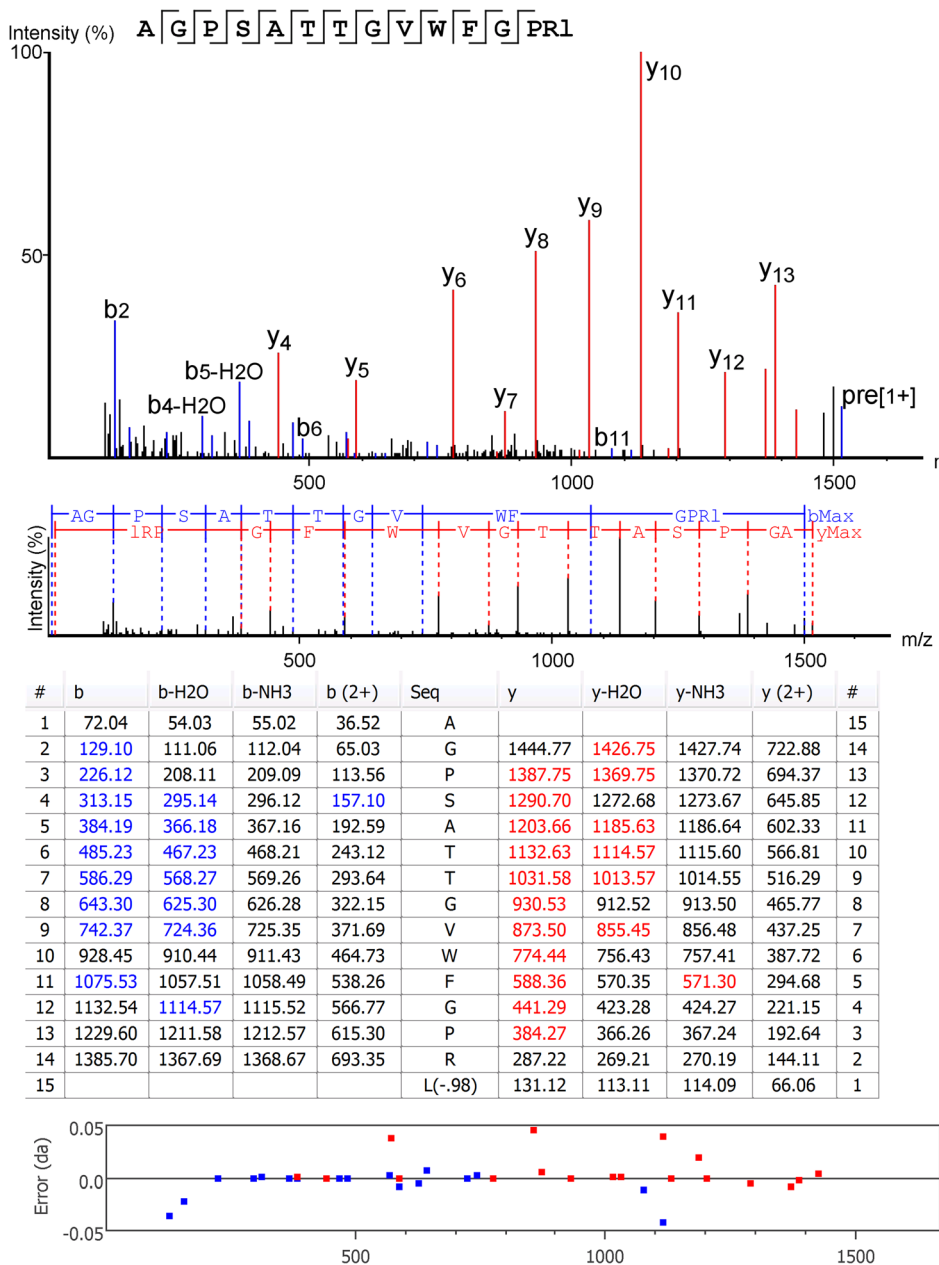 Intensity (%) A G P S A T T G V W F G PRl
100
50
y10
y9
y8
y6
y13
y11
b2
y4
b5-H2O
y5
y12
b4-H2O
b6
y7
b11
pre[1+]
500 1000 1500
AG P S A T T G V WF GPRl bMax
lRP G F W V G T T A S P GA yMax
Intensity (%)
500 1000 1500 m/z
# b b-H2O b-NH3 b (2+) Seq y y-H2O y-NH3 y (2+) #
1 72.04 54.03 55.02 36.52 A 15
2 129.10 111.06 112.04 65.03 G 1444.77 1426.75 1427.74 722.88 14
3 226.12 208.11 209.09 113.56 P 1387.75 1369.75 1370.72 694.37 13
4 313.15 295.14 296.12 157.10 S 1290.70 1272.68 1273.67 645.85 12
5 384.19 366.18 367.16 192.59 A 1203.66 1185.63 1186.64 602.33 11
6 485.23 467.23 468.21 243.12 T 1132.63 1114.57 1115.60 566.81 10
7 586.29 568.27 569.26 293.64 T 1031.58 1013.57 1014.55 516.29 9
8 643.30 625.30 626.28 322.15 G 930.53 912.52 913.50 465.77 8
9 742.37 724.36 725.35 371.69 V 873.50 855.45 856.48 437.25 7
10 928.45 910.44 911.43 464.73 W 774.44 756.43 757.41 387.72 6
11 1075.53 1057.51 1058.49 538.26 F 588.36 570.35 571.30 294.68 5
12 1132.54 1114.57 1115.52 566.77 G 441.29 423.28 424.27 221.15 4
13 1229.60 1211.58 1212.57 615.30 P 384.27 366.26 367.24 192.64 3
14 1385.70 1367.69 1368.67 693.35 R 287.22 269.21 270.19 144.11 2
15 L(-.98) 131.12 113.11 114.09 66.06 1
Error (da)
0.05
0.0
-0.05
500 1000 1500